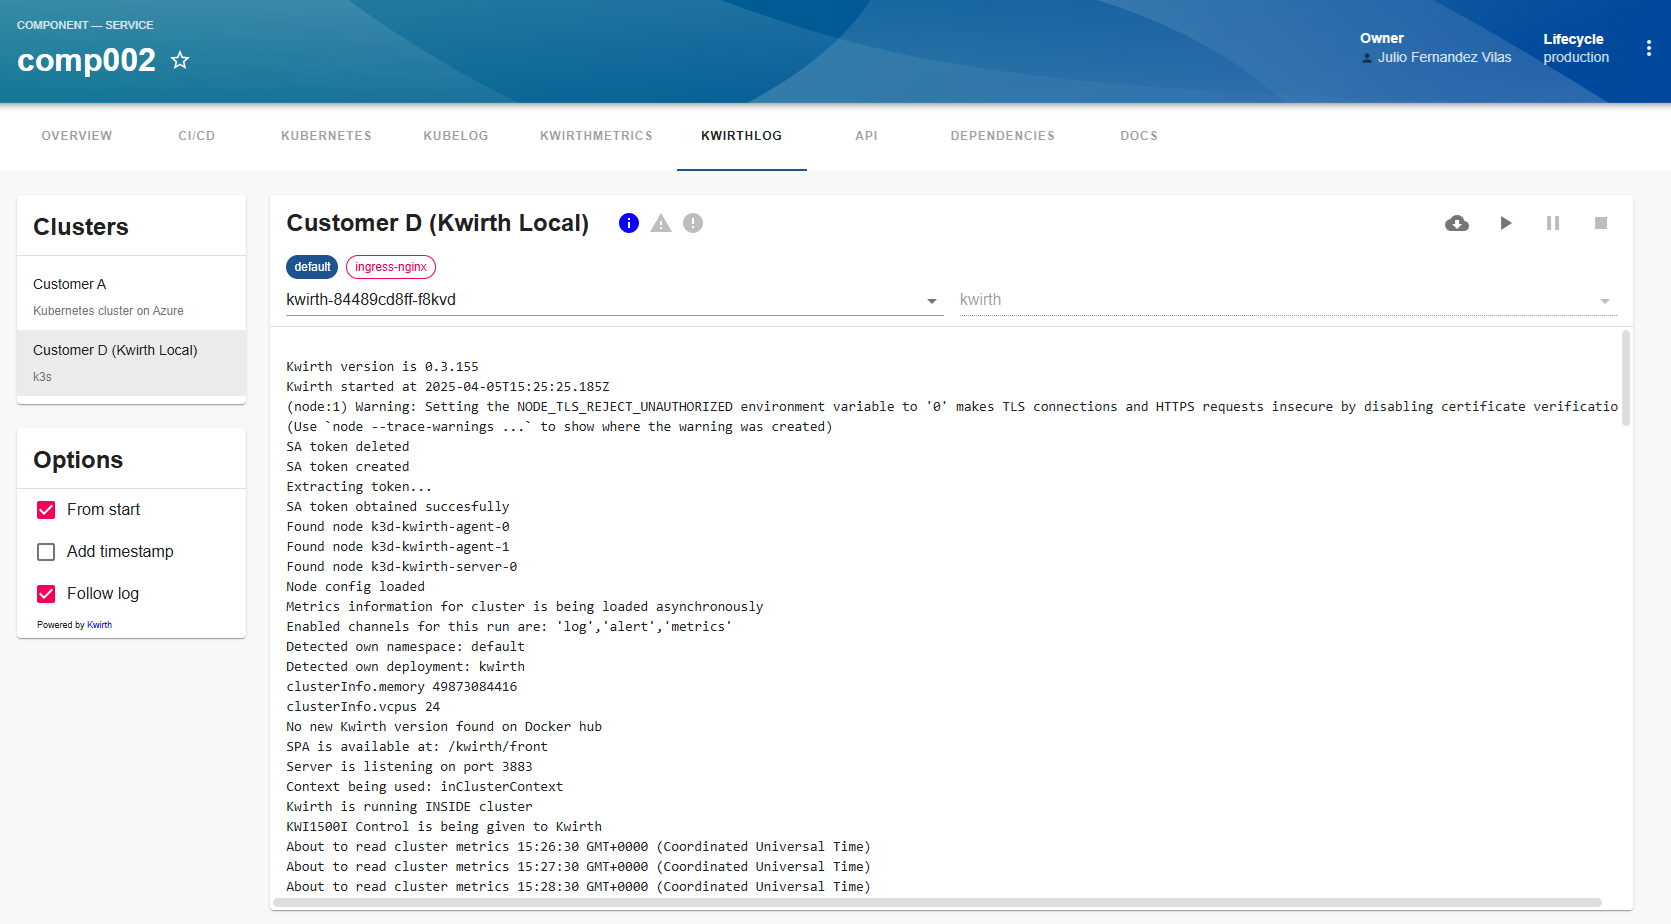 COMPONENT — SERVICE
comp002
Owner
Julio Fernandez Vilas
Lifecycle
production
OVERVIEW
CI/CD
KUBERNETES
KUBELOG
KWIRTHMETRICS
KWIRTHLOG
API
DEPENDENCIES
DOCS
Clusters
Customer A
Kubernetes cluster on Azure
Customer D (Kwirth Local)
k3s
Options
From start
Add timestamp
Follow log
Powered by Kwirth
Customer D (Kwirth Local)
default
ingress-nginx
kwirth-84489cd8ff-f8kvd
kwirth
Kwirth version is 0.3.155
Kwirth started at 2025-04-05T15:25:25.185Z
(node:1) Warning: Setting the NODE_TLS_REJECT_UNAUTHORIZED environment variable to '0' makes TLS connections and HTTPS requests insecure by disabling certificate verificatio
(Use `node --trace-warnings ...` to show where the warning was created)
SA token deleted
SA token created
Extracting token...
SA token obtained succesfully
Found node k3d-kwirth-agent-0
Found node k3d-kwirth-agent-1
Found node k3d-kwirth-server-0
Node config loaded
Metrics information for cluster is being loaded asynchronously
Enabled channels for this run are: 'log','alert','metrics'
Detected own namespace: default
Detected own deployment: kwirth
clusterInfo.memory 49873084416
clusterInfo.vcpus 24
No new Kwirth version found on Docker hub
SPA is available at: /kwirth/front
Server is listening on port 3883
Context being used: inClusterContext
Kwirth is running INSIDE cluster
KWI1500I Control is being given to Kwirth
About to read cluster metrics 15:26:30 GMT+0000 (Coordinated Universal Time)
About to read cluster metrics 15:27:30 GMT+0000 (Coordinated Universal Time)
About to read cluster metrics 15:28:30 GMT+0000 (Coordinated Universal Time)